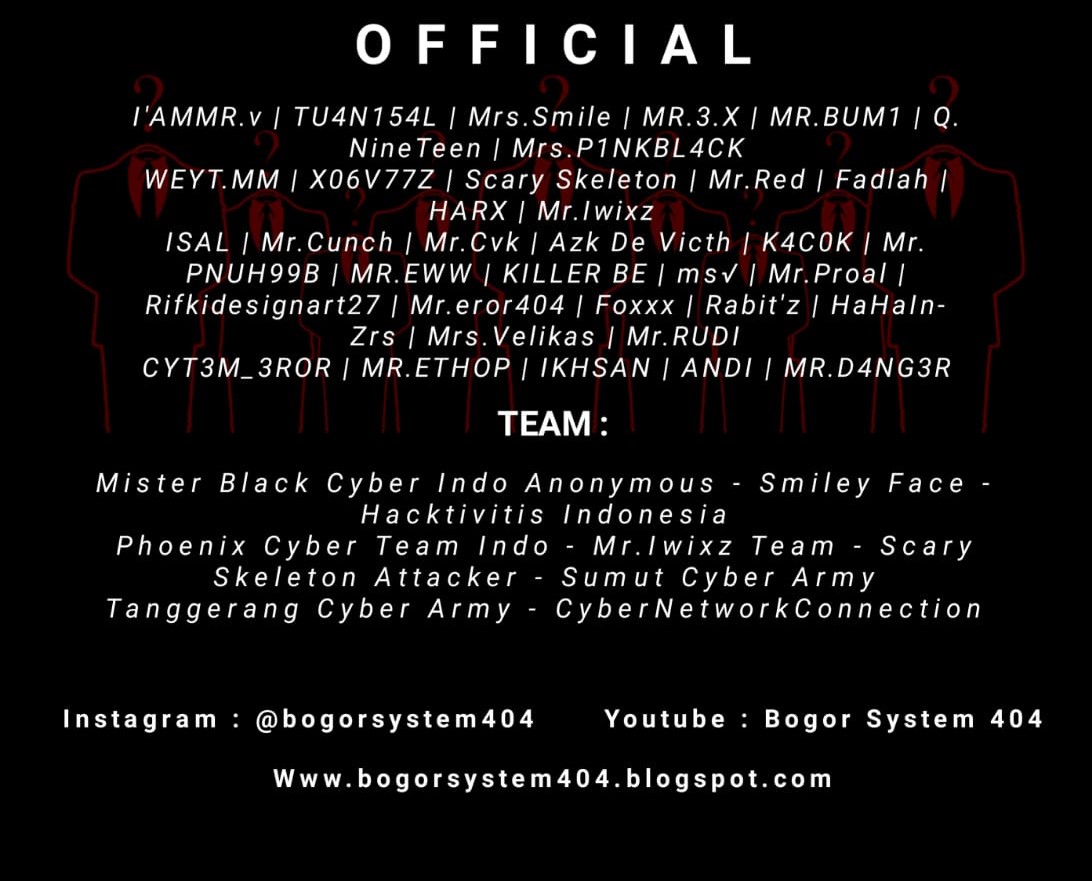 OFFICIAL
I'AMMR.v | TU4N154L | Mrs.Smile | MR.3.X | MR.BUM1 | Q.
NineTeen | Mrs.P1NKBL4CK
WEYT.MM | X06V77Z | Scary Skeleton | Mr.Red | Fadlah |
HARX | Mr.Iwixz
ISAL | Mr.Cunch | Mr.Cvk | Azk De Victh | K4C0K | Mr.
PNUH99B | MR.EWW | KILLER BE | ms√ | Mr.Proal |
Rifkidesignart27 | Mr.eror404 | Foxxx | Rabit'z | HaHaIn-
Zrs | Mrs.Velikas | Mr.RUDI
CYT3M_3ROR | MR.ETHOP | IKHSAN | ANDI | MR.D4NG3R
TEAM :
Mister Black Cyber Indo Anonymous - Smiley Face -
Hacktivitis Indonesia
Phoenix Cyber Team Indo - Mr.Iwixz Team - Scary
Skeleton Attacker - Sumut Cyber Army
Tanggerang Cyber Army - CyberNetworkConnection
Instagram : @bogorsystem404 Youtube : Bogor System 404
Www.bogorsystem404.blogspot.com